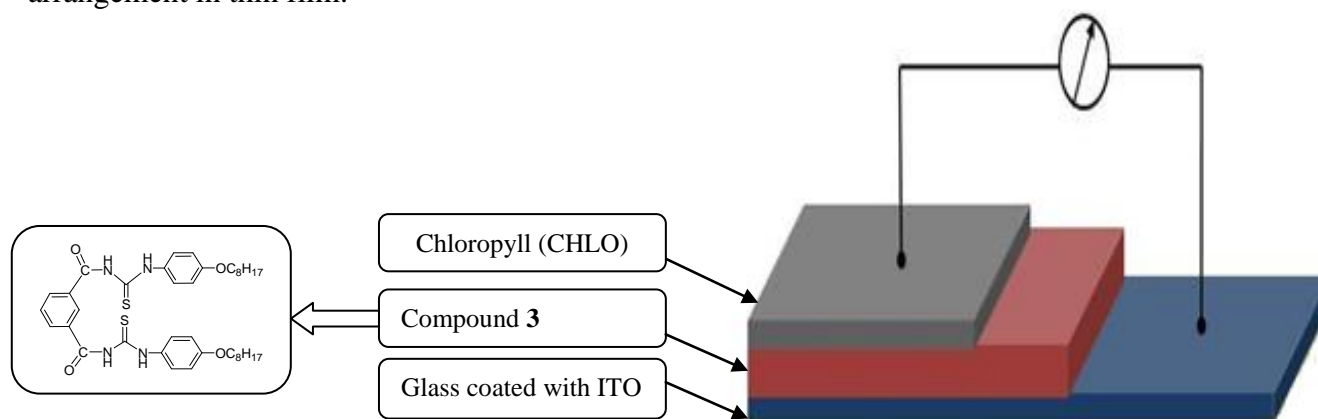 arrangement in thin film.
Chloropyll (CHLO)
Compound 3
Glass coated with ITO
O
C
H
N
H
N
OC8H17
S
S
C
O
N
H
N
H
OC8H17